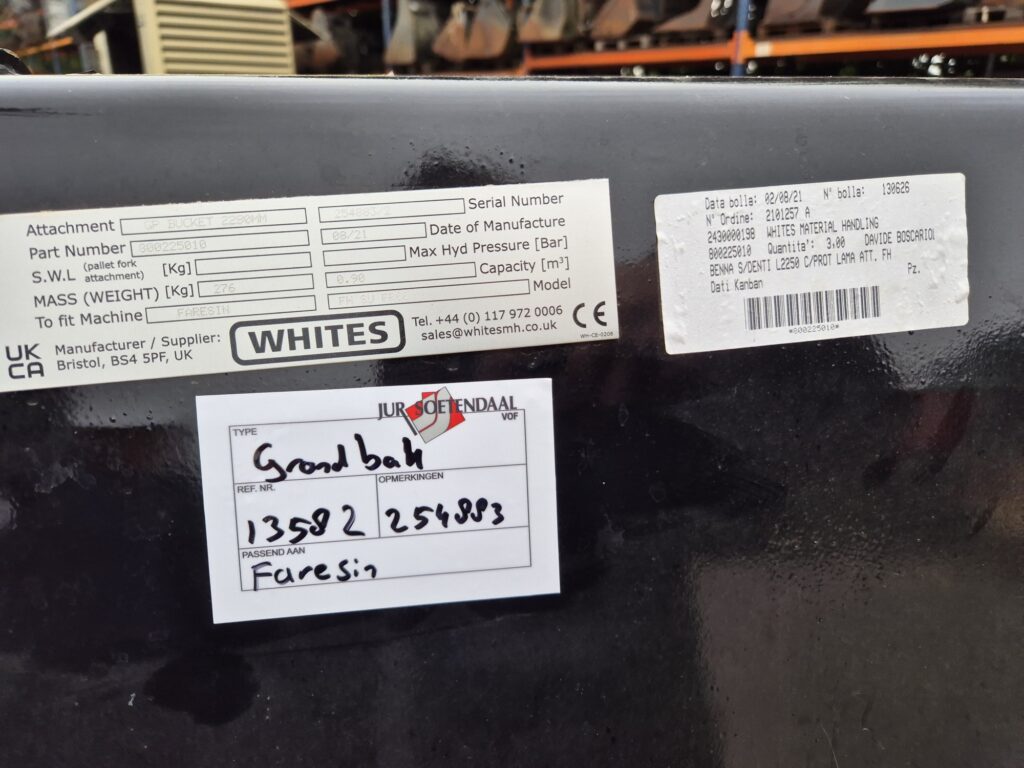 Attachment GP BUCKET 2280MM
Part Number 800225010
S.W.L (pallet fork attachment) [Kg]
MASS (WEIGHT) [Kg] 276
To fit Machine FARESIN
254883/2 Serial Number
08/21 Date of Manufacture
Max Hyd Pressure [Bar]
0.90 Capacity [m³]
Model
UK
CA
Manufacturer / Supplier:
Bristol, BS4 5PF, UK
WHITES
Tel. +44 (0) 117 972 0006
sales@whitesmh.co.uk
CE
WH-CE-0208
Data bolla: 02/08/21 N° bolla: 130626
N° Ordine: 2101257 A
2430000198 WHITES MATERIAL HANDLING
800225010 Quantita': 3.00 DAVIDE BOSCARIOL
BENNA S/DENTI L2250 C/PROT LAMA ATT. FH
Dati Kanban Pz.
*800225010*
JUR SOETENDAAL
VOF
TYPE
Grondbak
REF. NR. OPMERKINGEN
13582 254883
PASSEND AAN
Faresin